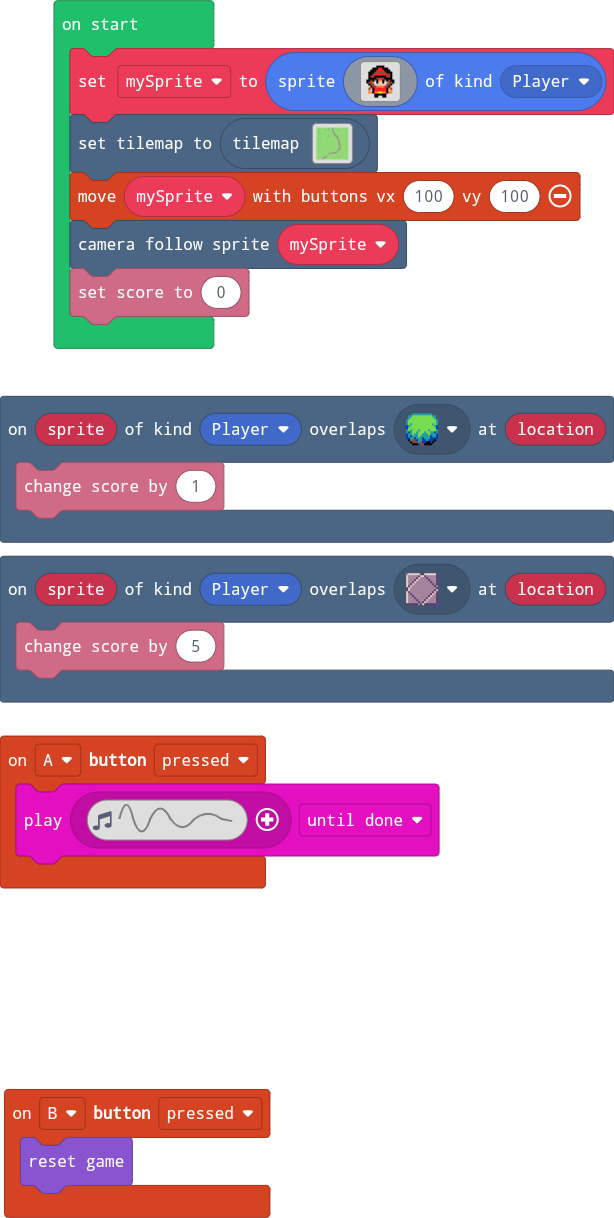 on start
set mySprite to sprite of kind Player
set tilemap to tilemap
move mySprite with buttons vx 100 vy 100
camera follow sprite mySprite
set score to 0
on sprite of kind Player overlaps at location
change score by 1
on sprite of kind Player overlaps at location
change score by 5
on A button pressed
play until done
on B button pressed
reset game